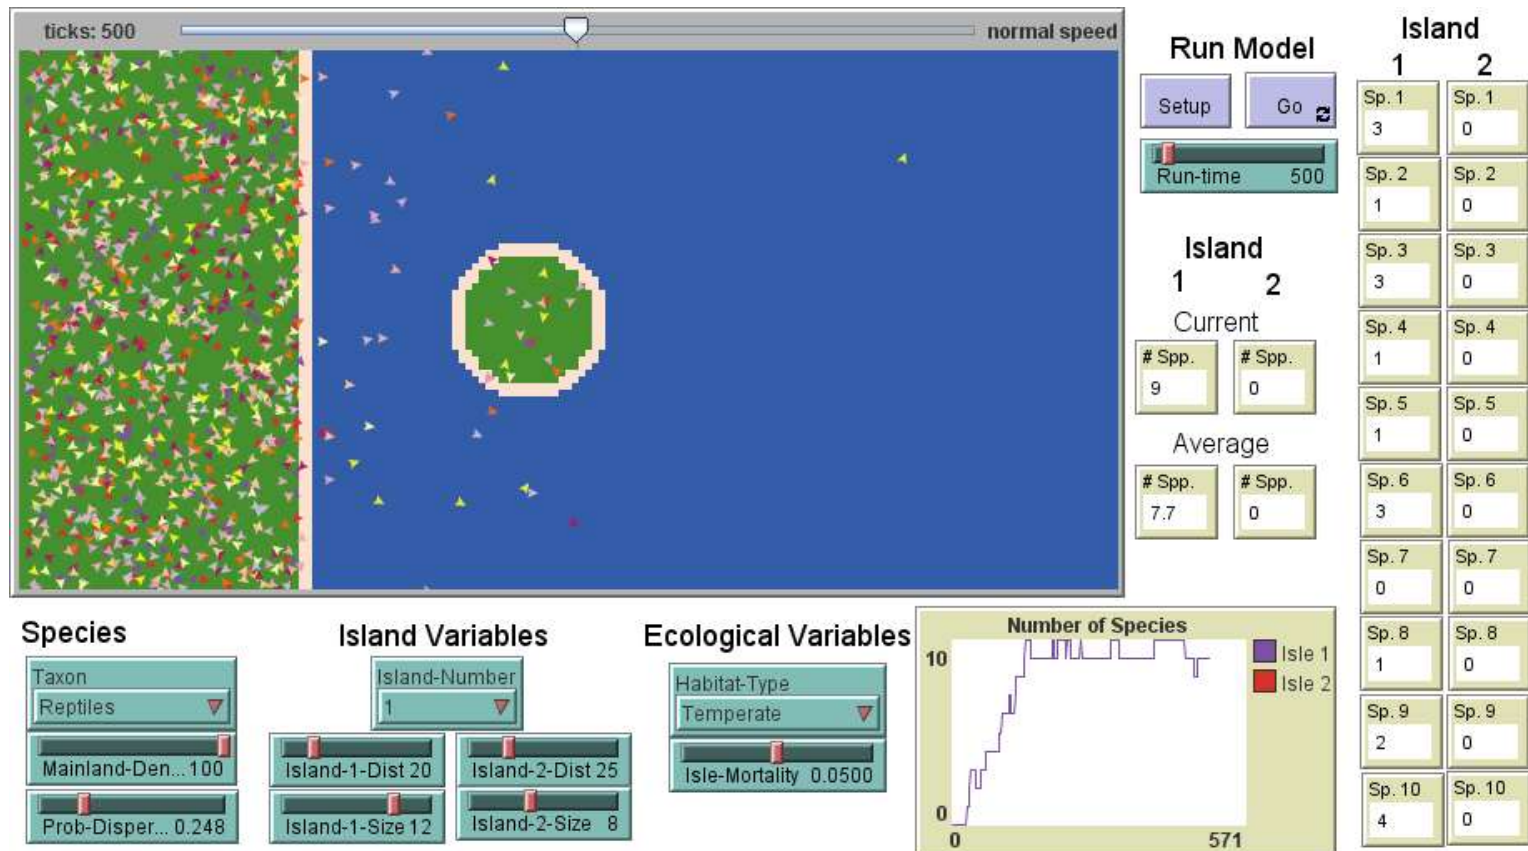 ticks: 500
normal speed
Run Model
Setup
Go
Run-time 500
Island
1 2
Current
# Spp.
9
# Spp.
0
Average
# Spp.
7.7
# Spp.
0
Island
1 2
Sp. 1
3
Sp. 1
0
Sp. 2
1
Sp. 2
0
Sp. 3
3
Sp. 3
0
Sp. 4
1
Sp. 4
0
Sp. 5
1
Sp. 5
0
Sp. 6
3
Sp. 6
0
Sp. 7
0
Sp. 7
0
Sp. 8
1
Sp. 8
0
Sp. 9
2
Sp. 9
0
Sp. 10
4
Sp. 10
0
Species
Taxon
Reptiles
Mainland-Den... 100
Prob-Disper... 0.248
Island Variables
Island-Number
1
Island-1-Dist 20
Island-2-Dist 25
Island-1-Size 12
Island-2-Size 8
Ecological Variables
Habitat-Type
Temperate
Isle-Mortality 0.0500
Number of Species
10
0
0
571
Isle 1
Isle 2